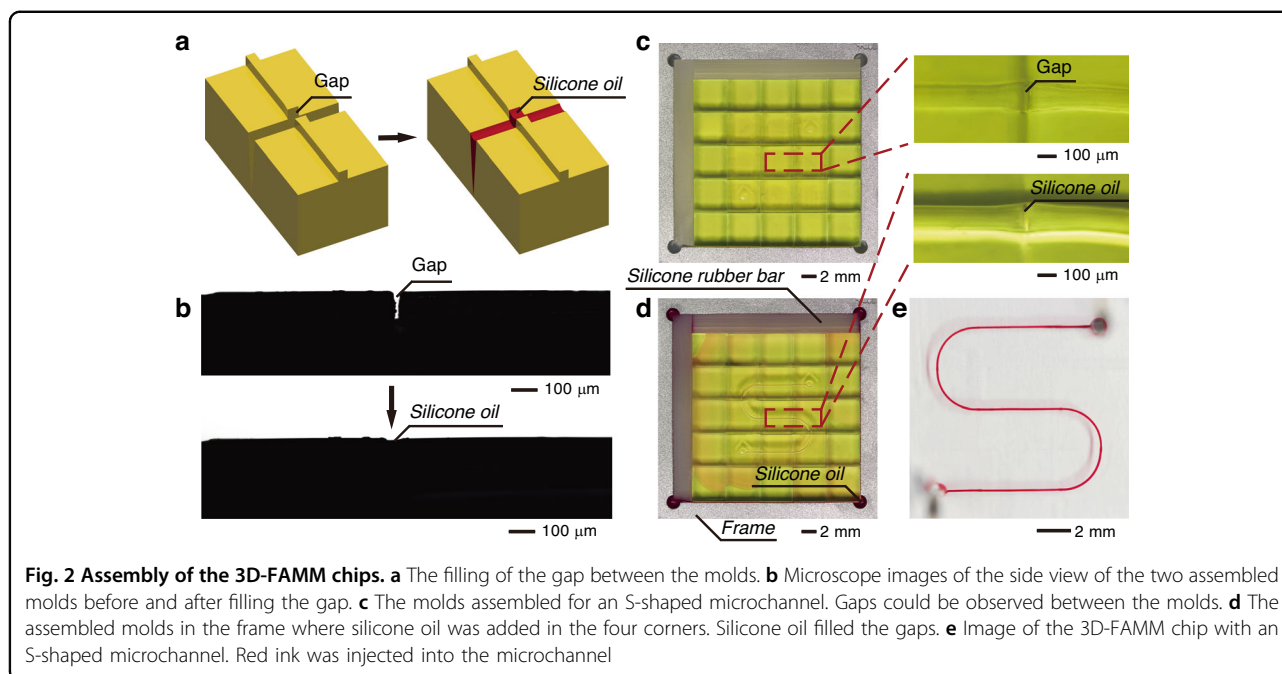 a
Gap
Silicone oil
c
Gap
100 μm
Silicone oil
100 μm
2 mm
b
Gap
100 μm
Silicone oil
100 μm
Silicone rubber bar
d
Silicone oil
Frame
2 mm
e
2 mm
Fig. 2 Assembly of the 3D-FAMM chips. a The filling of the gap between the molds. b Microscope images of the side view of the two assembled
molds before and after filling the gap. c The molds assembled for an S-shaped microchannel. Gaps could be observed between the molds. d The
assembled molds in the frame where silicone oil was added in the four corners. Silicone oil filled the gaps. e Image of the 3D-FAMM chip with an
S-shaped microchannel. Red ink was injected into the microchannel